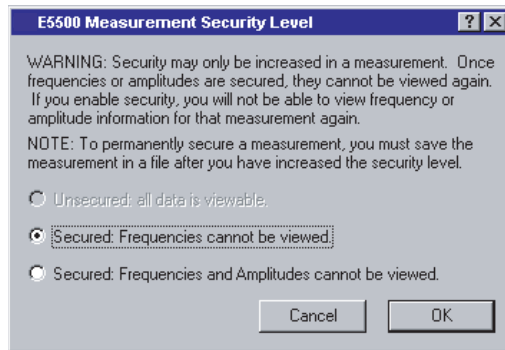 E5500 Measurement Security Level
WARNING: Security may only be increased in a measurement. Once
frequencies or amplitudes are secured, they cannot be viewed again.
If you enable security, you will not be able to view frequency or
amplitude information for that measurement again.
NOTE: To permanently secure a measurement, you must save the
measurement in a file after you have increased the security level.
Unsecured: all data is viewable.
Secured: Frequencies cannot be viewed.
Secured: Frequencies and Amplitudes cannot be viewed.
Cancel OK